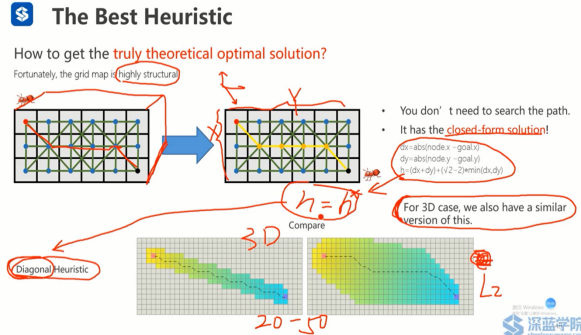 The Best Heuristic
How to get the truly theoretical optimal solution?
Fortunately, the grid map is highly structural
Y
X
• You don't need to search the path.
• It has the closed-form solution!
dx=abs(node.x −goal.x)
dy=abs(node.y −goal.y)
h=(dx+dy)+(√2−2)*min(dx,dy)
h = h*
For 3D case, we also have a similar
version of this.
Compare
3D
Diagonal Heuristic
L2
20-50
深蓝学院